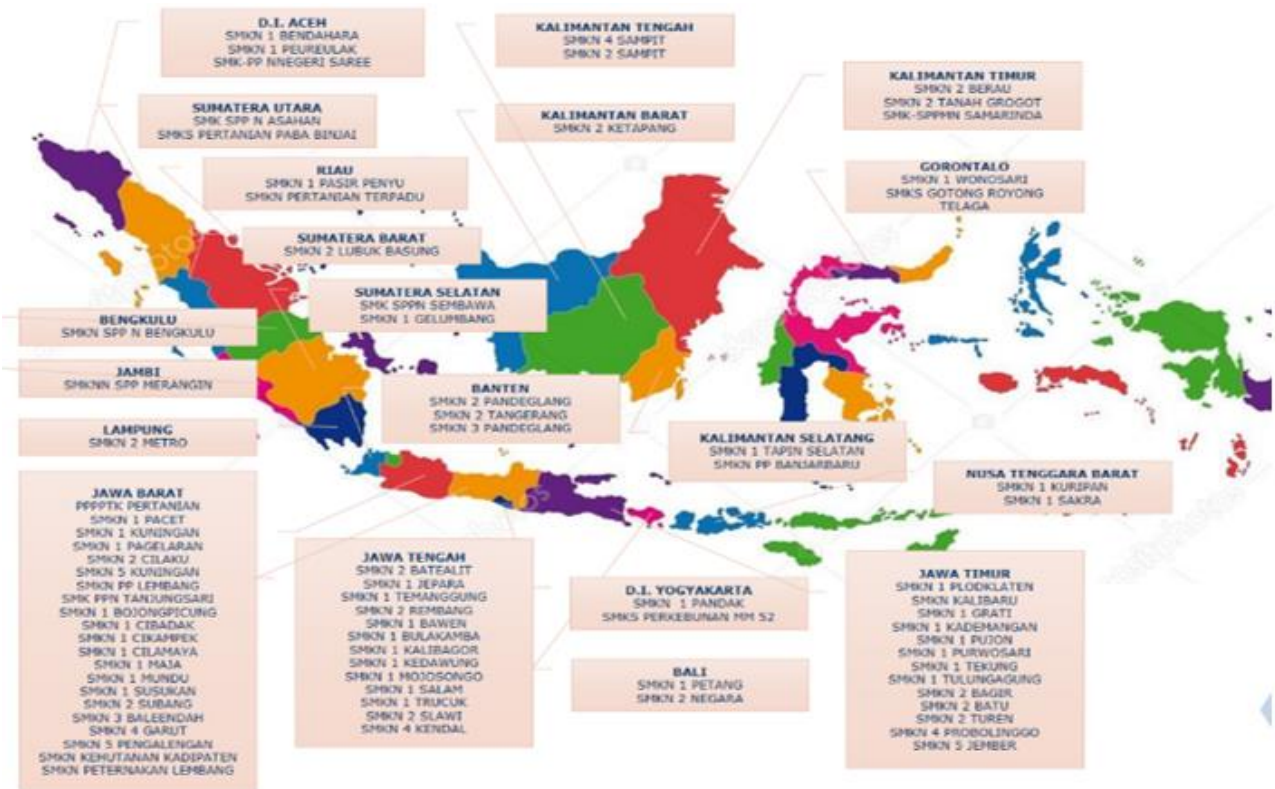 D.I. ACEH
SMKN 1 BENDAHARA
SMKN 1 PEUREULAK
SMK-PP NNEGERI SAREE
SUMATERA UTARA
SMK SPP N ASAHAN
SMKS PERTANIAN PABA BINJAI
RIAU
SMKN 1 PASIR PENYU
SMKN PERTANIAN TERPADU
SUMATERA BARAT
SMKN 2 LUBUK BASUNG
SUMATERA SELATAN
SMK SPPN SEMBAWA
SMKN 1 GELUMBANG
BENGKULU
SMKN SPP N BENGKULU
JAMBI
SMKNN SPP MERANGIN
LAMPUNG
SMKN 2 METRO
BANTEN
SMKN 2 PANDEGLANG
SMKN 2 TANGERANG
SMKN 3 PANDEGLANG
KALIMANTAN TENGAH
SMKN 4 SAMPIT
SMKN 2 SAMPIT
KALIMANTAN BARAT
SMKN 2 KETAPANG
KALIMANTAN TIMUR
SMKN 2 BERAU
SMKN 2 TANAH GROGOT
SMK-SPPMN SAMARINDA
GORONTALO
SMKN 1 WONOSARI
SMKS GOTONG ROYONG
TELAGA
KALIMANTAN SELATANG
SMKN 1 TAPIN SELATAN
SMKN PP BANJARBARU
NUSA TENGGARA BARAT
SMKN 1 KURIPAN
SMKN 1 SAKRA
JAWA BARAT
PPPPTK PERTANIAN
SMKN 1 PACET
SMKN 1 KUNINGAN
SMKN 1 PAGELARAN
SMKN 2 CILAKU
SMKN 5 KUNINGAN
SMKN PP LEMBANG
SMK PPN TANJUNGSARI
SMKN 1 BOJONGPICUNG
SMKN 1 CIBADAK
SMKN 1 CIKAMPEK
SMKN 1 CILAMAYA
SMKN 1 MAJA
SMKN 1 MUNDU
SMKN 1 SUSUKAN
SMKN 2 SUBANG
SMKN 3 BALEENDAH
SMKN 4 GARUT
SMKN 5 PENGALENGAN
SMKN KEHUTANAN KADIPATEN
SMKN PETERNAKAN LEMBANG
JAWA TENGAH
SMKN 2 BATEALIT
SMKN 1 JEPARA
SMKN 1 TEMANGGUNG
SMKN 2 REMBANG
SMKN 1 BAWEN
SMKN 1 BULAKAMBA
SMKN 1 KALIBAGOR
SMKN 1 KEDAWUNG
SMKN 1 MOJOSONGO
SMKN 1 SALAM
SMKN 1 TRUCUK
SMKN 2 SLAWI
SMKN 4 KENDAL
D.I. YOGYAKARTA
SMKN 1 PANDAK
SMKS PERKEBUNAN MM 52
BALI
SMKN 1 PETANG
SMKN 2 NEGARA
JAWA TIMUR
SMKN 1 PLODKLATEN
SMKN KALIBARU
SMKN 1 GRATI
SMKN 1 KADEMANGAN
SMKN 1 PUJON
SMKN 1 PURWOSARI
SMKN 1 TEKUNG
SMKN 1 TULUNGAGUNG
SMKN 2 BAGIR
SMKN 2 BATU
SMKN 2 TUREN
SMKN 4 PROBOLINGGO
SMKN 5 JEMBER